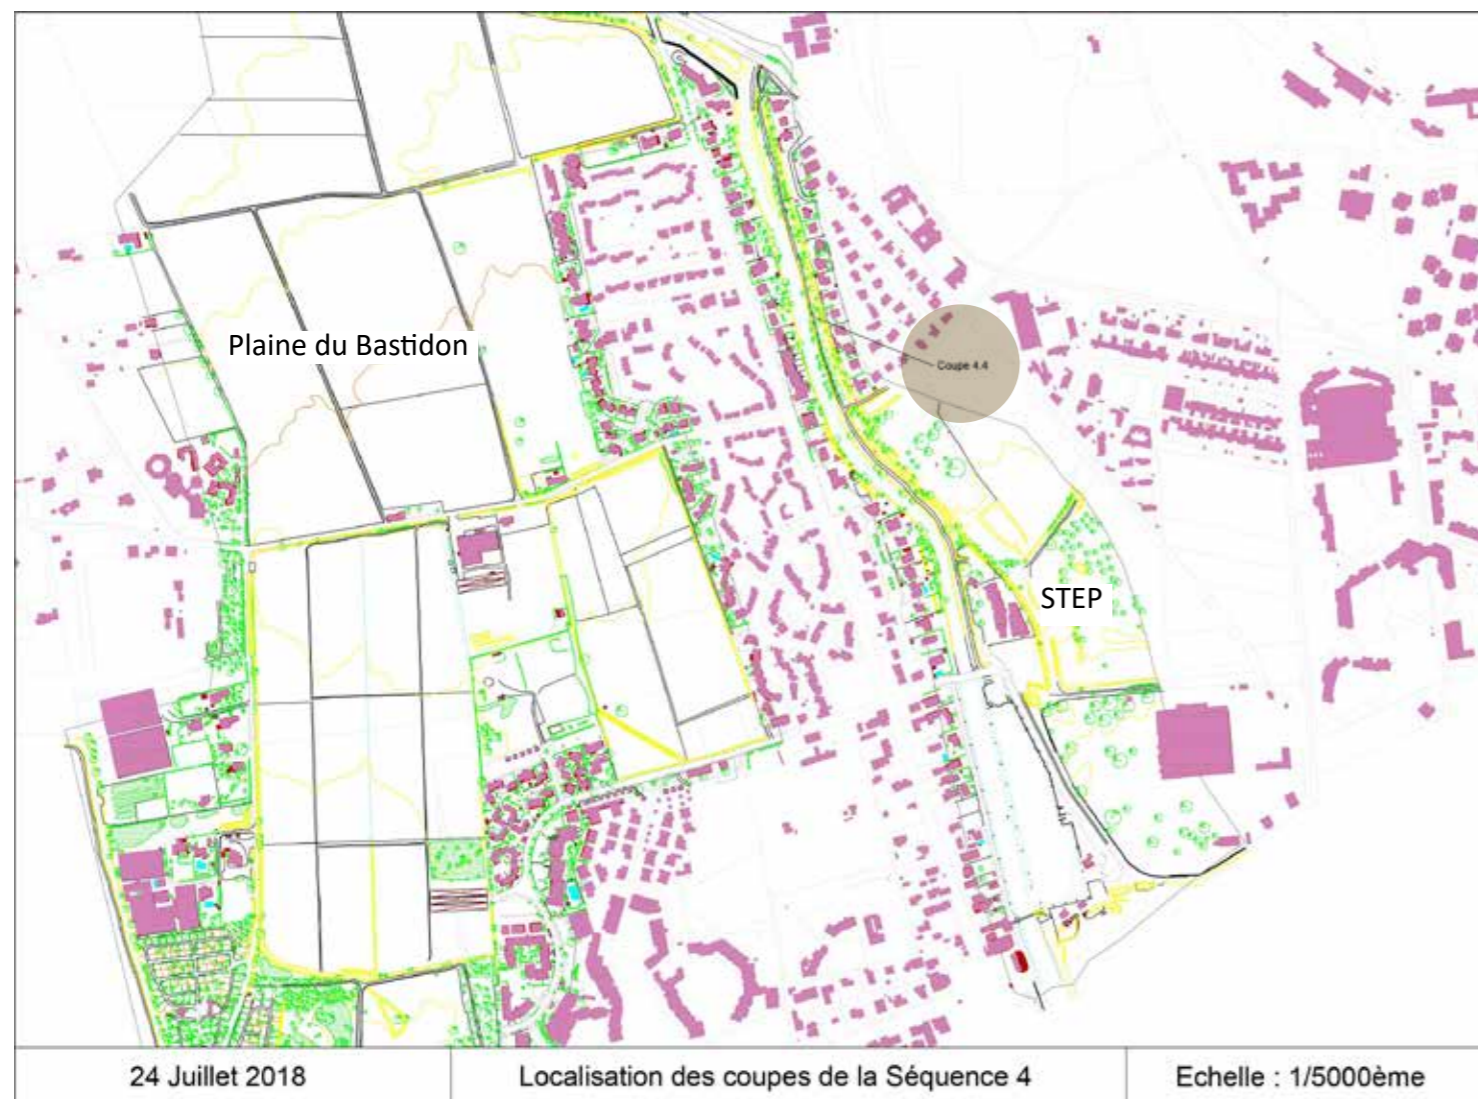 Plaine du Bastidon
Coupe 4.4
STEP
24 Juillet 2018
Localisation des coupes de la Séquence 4
Echelle : 1/5000ème